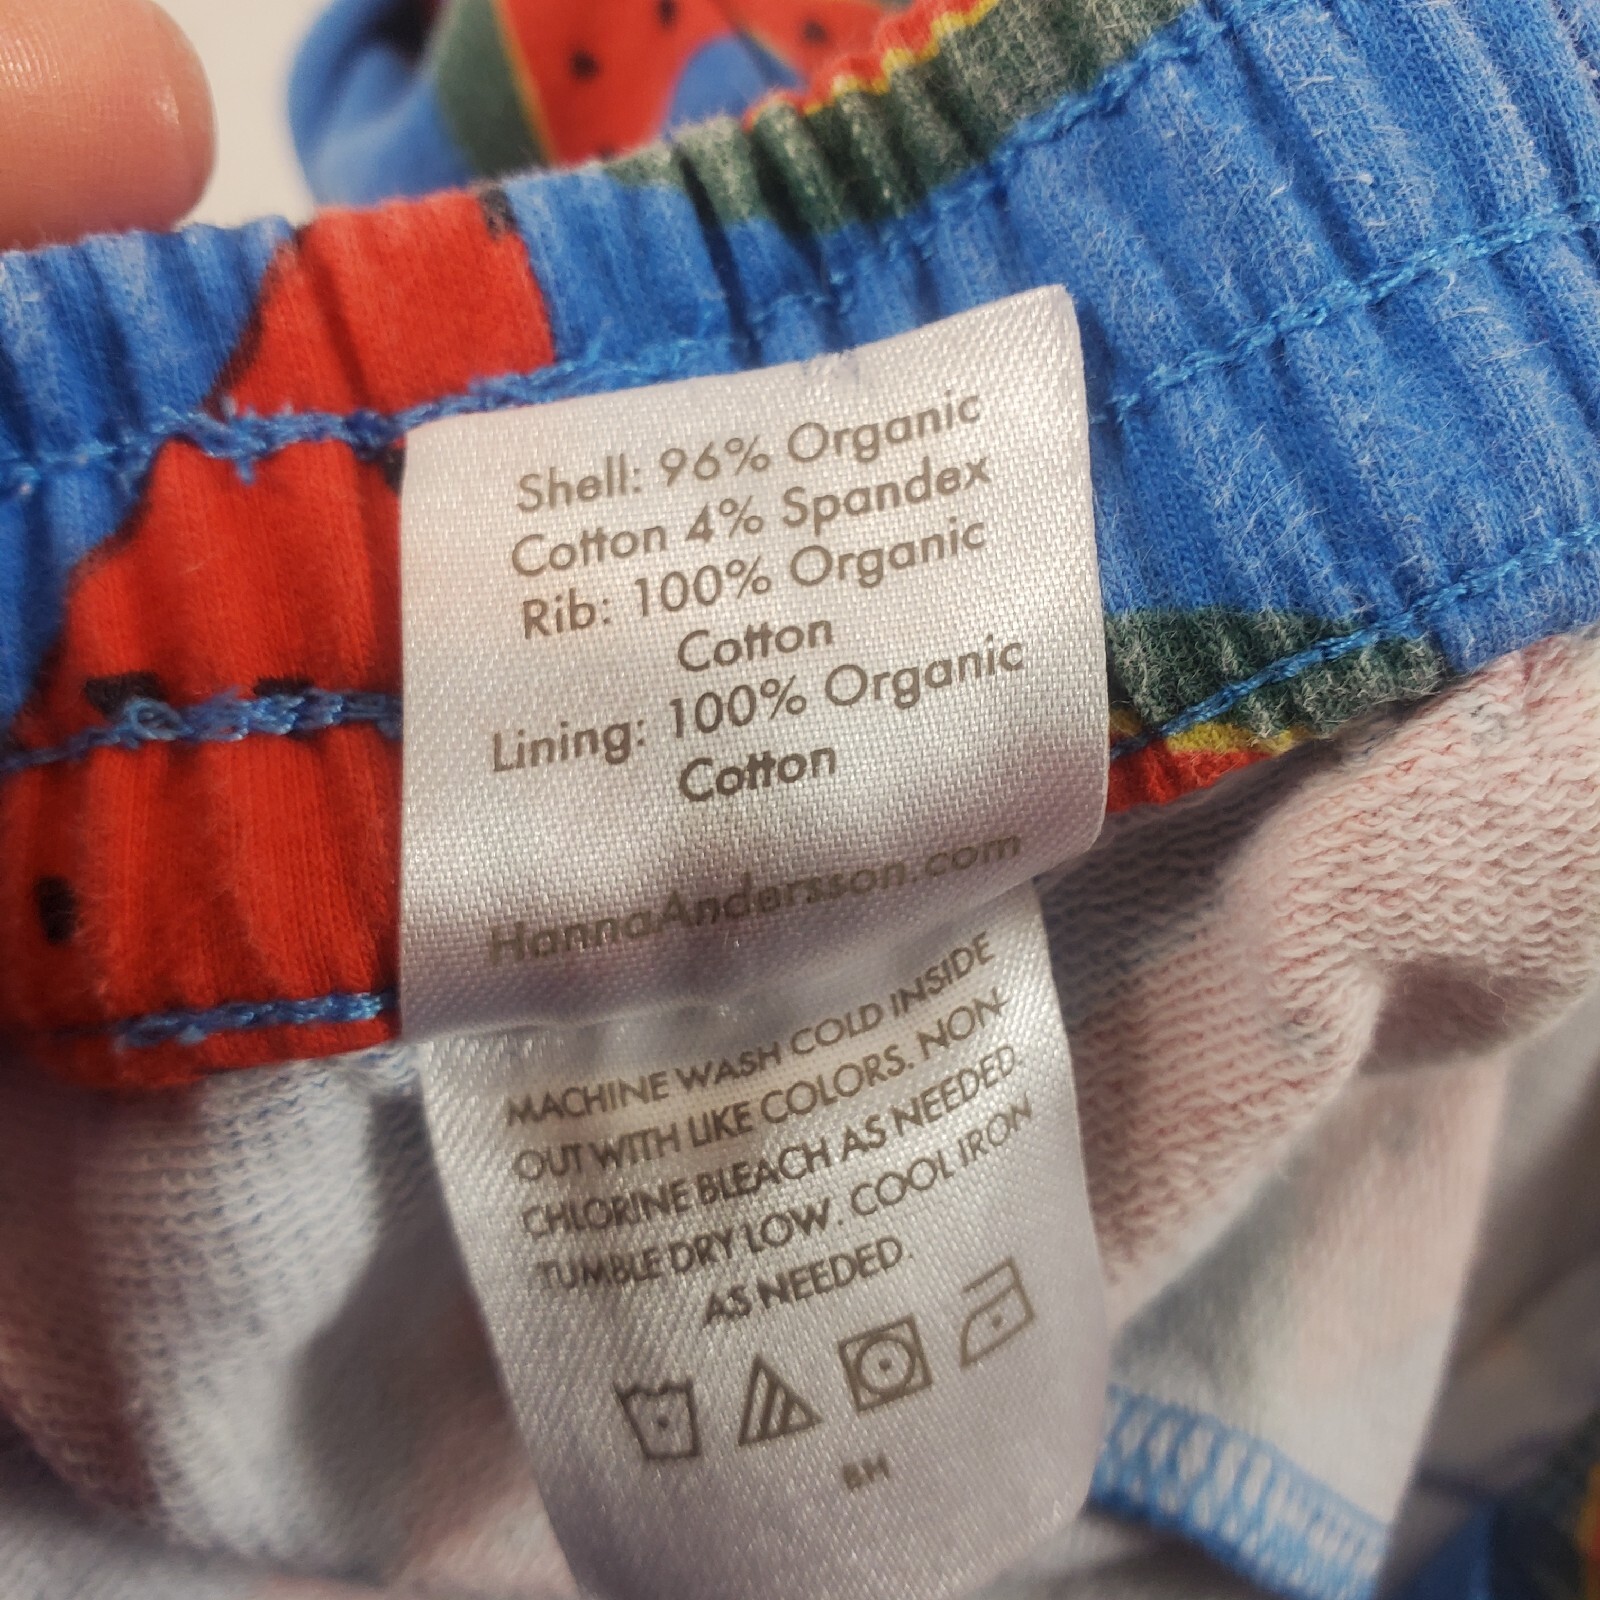 Shell: 96% Organic
Cotton 4% Spandex
Rib: 100% Organic
Cotton
Lining: 100% Organic
Cotton
HannaAndersson.com
MACHINE WASH COLD INSIDE
OUT WITH LIKE COLORS. NON-
CHLORINE BLEACH AS NEEDED
TUMBLE DRY LOW. COOL IRON
AS NEEDED.